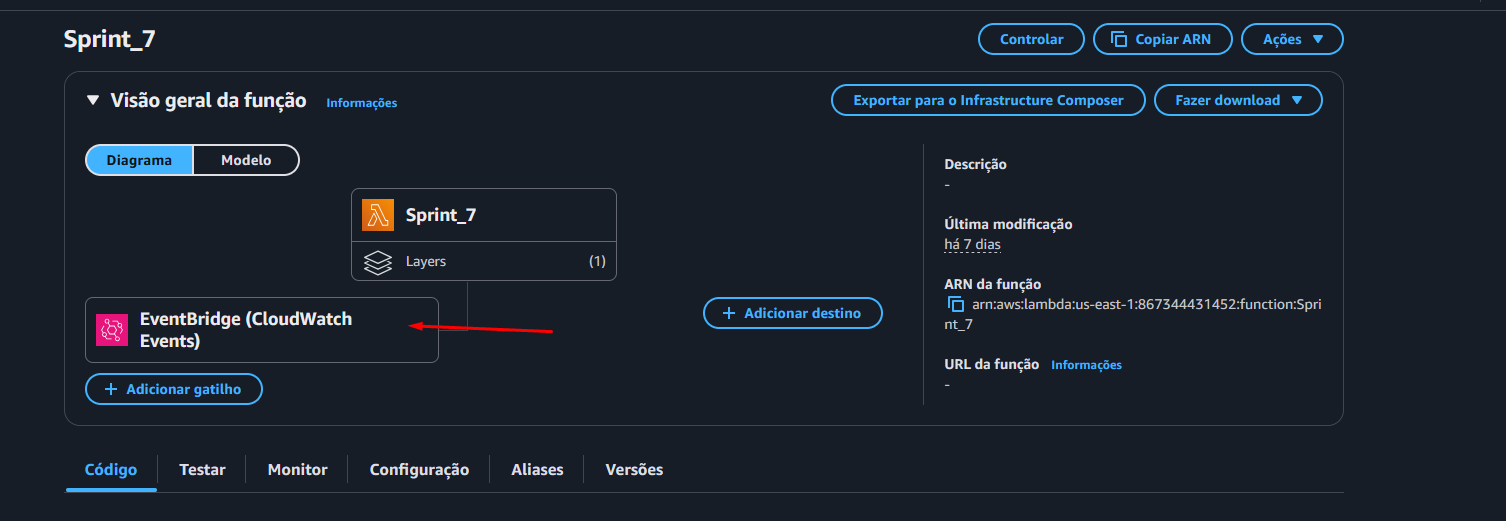 Sprint_7
Controlar
Copiar ARN
Ações
Visão geral da função
Informações
Exportar para o Infrastructure Composer
Fazer download
Diagrama
Modelo
Sprint_7
Layers
(1)
EventBridge (CloudWatch
Events)
Adicionar gatilho
Adicionar destino
Descrição
-
Última modificação
há 7 dias
ARN da função
arn:aws:lambda:us-east-1:867344431452:function:Spri
nt_7
URL da função
Informações
-
Código
Testar
Monitor
Configuração
Aliases
Versões